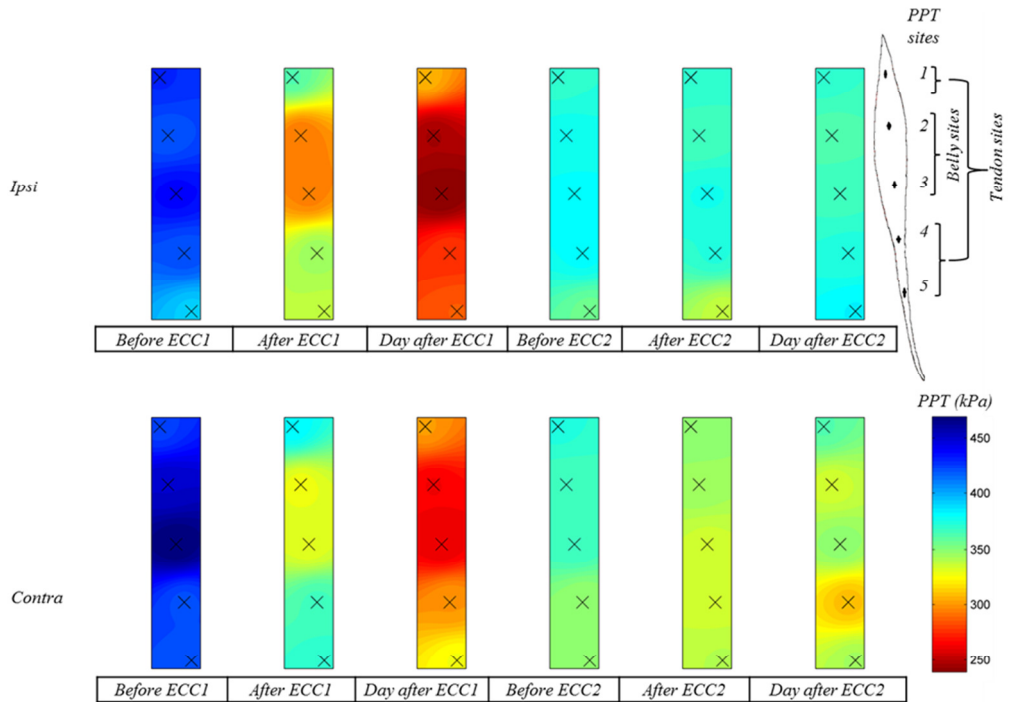 PPT
sites
1
2
3
4
5
Belly sites
Tendon sites
Ipsi
Before ECC1 After ECC1 Day after ECC1 Before ECC2 After ECC2 Day after ECC2
PPT (kPa)
450
400
350
300
250
Contra
Before ECC1 After ECC1 Day after ECC1 Before ECC2 After ECC2 Day after ECC2